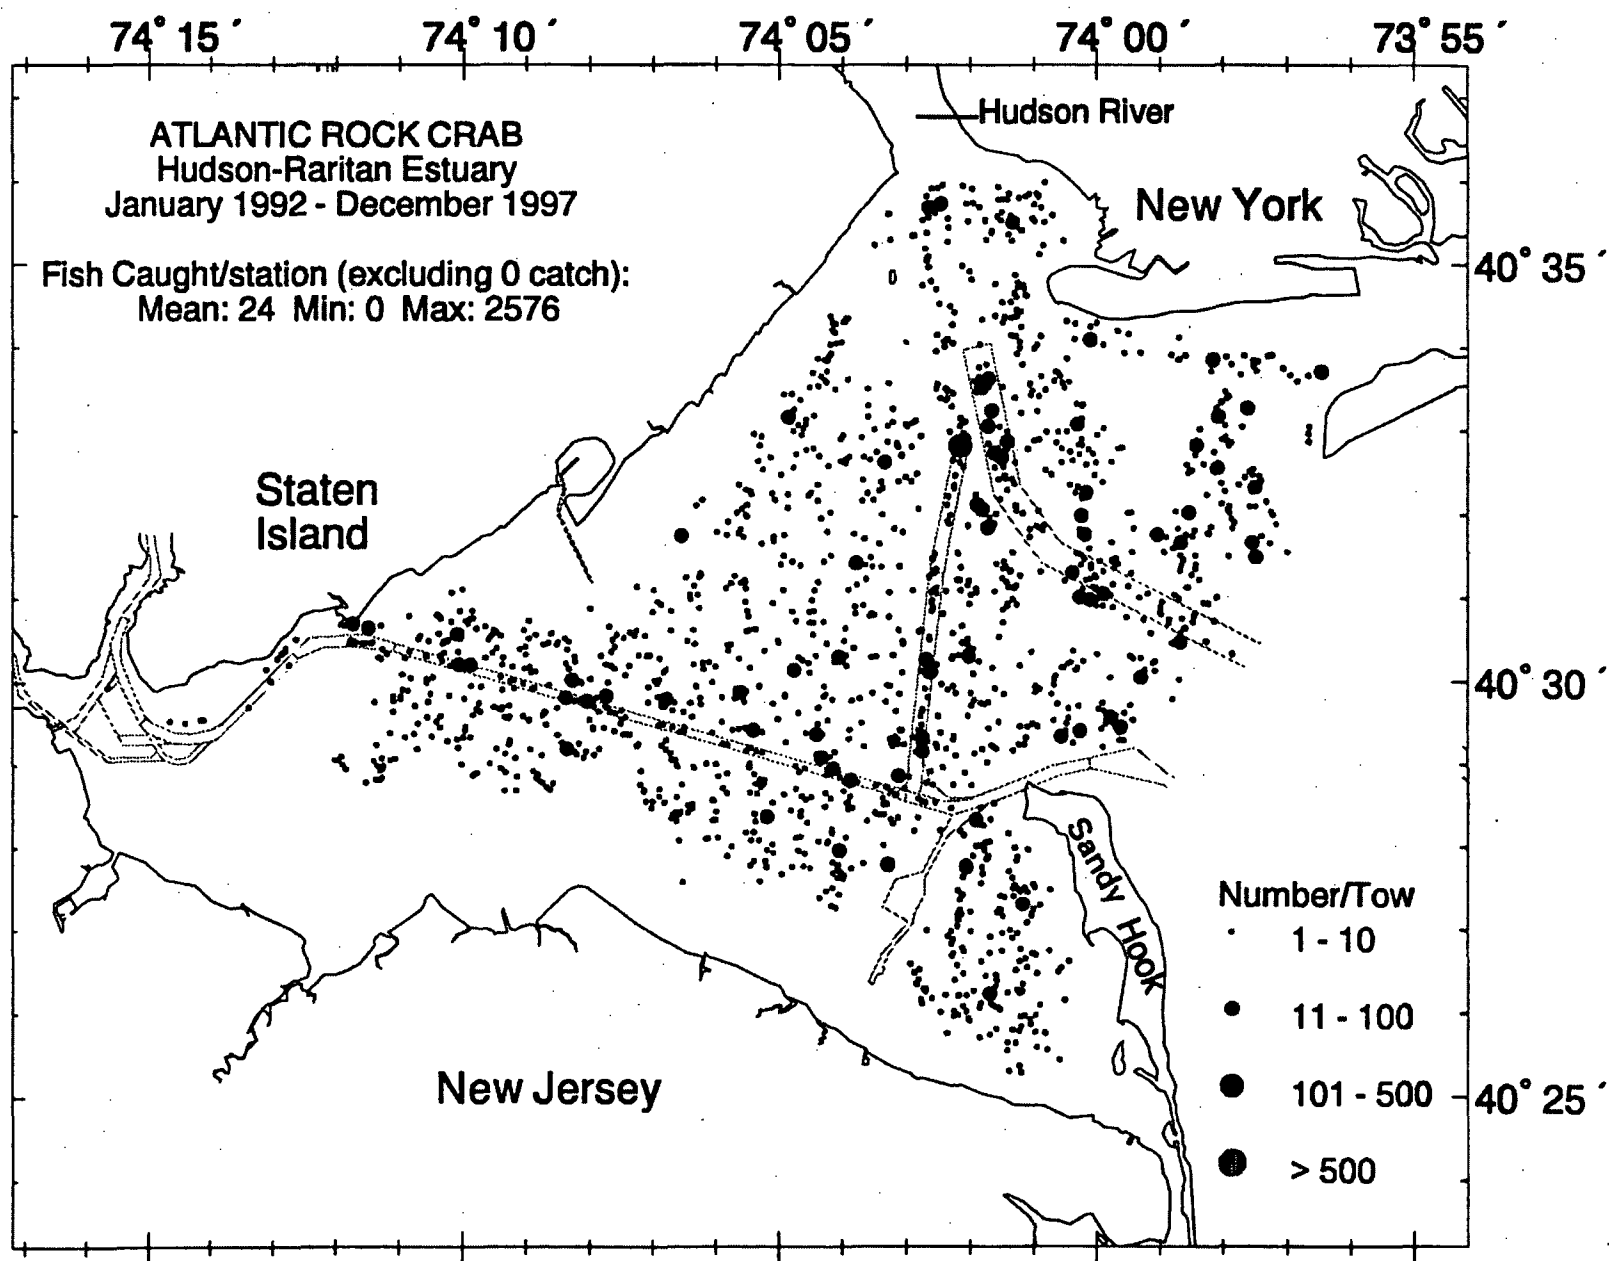 74° 15´ 74° 10´ 74° 05´ 74° 00´ 73° 55´
Hudson River
ATLANTIC ROCK CRAB
Hudson-Raritan Estuary
January 1992 - December 1997
New York
Fish Caught/station (excluding 0 catch):
Mean: 24 Min: 0 Max: 2576
40° 35´
Staten
Island
40° 30´
Sandy Hook
Number/Tow
1 - 10
11 - 100
101 - 500
> 500
40° 25´
New Jersey